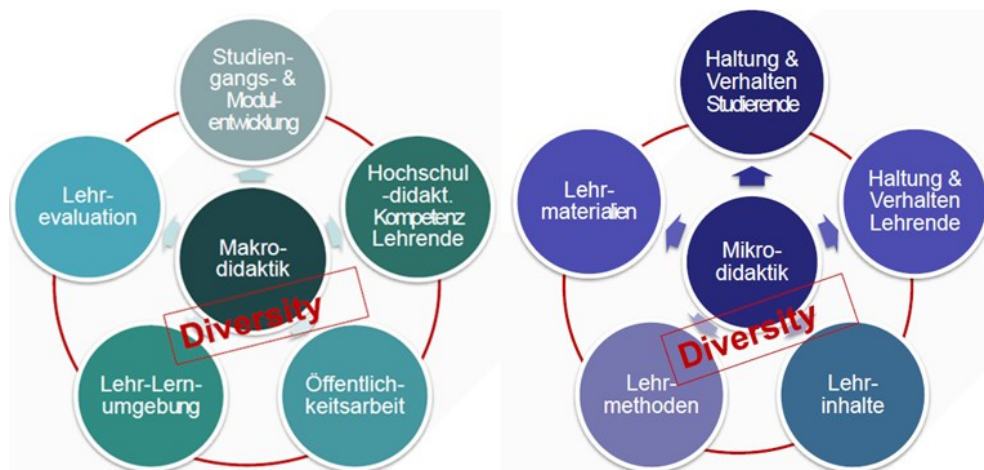 Studien-
gangs- &
Modul-
entwicklung
Hochschul
-didakt.
Kompetenz
Lehrende
Öffentlich-
keitsarbeit
Lehr-Lern-
umgebung
Lehr-
evaluation
Makro-
didaktik
Diversity
Haltung &
Verhalten
Studierende
Haltung &
Verhalten
Lehrende
Lehr-
inhalte
Lehr-
methoden
Lehr-
materialien
Mikro-
didaktik
Diversity